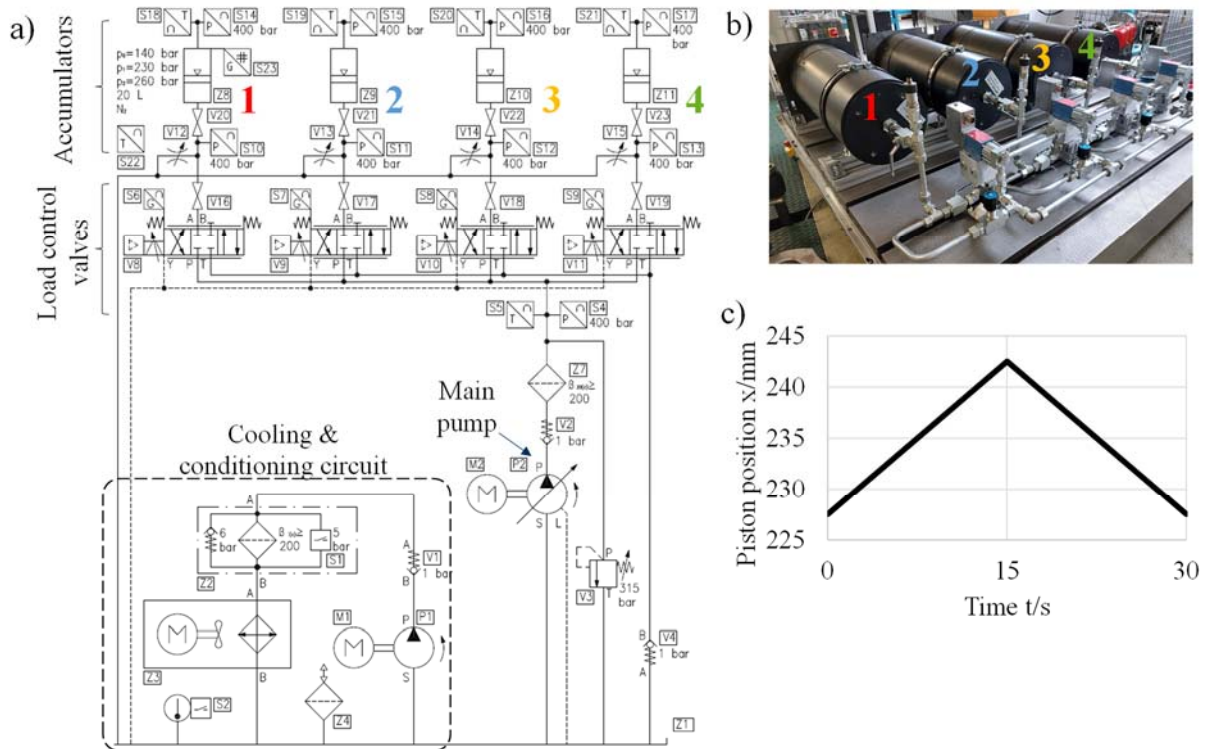 a)
Accumulators
S18 T S14 P 400 bar
S19 T S15 P 400 bar
S20 T S16 P 400 bar
S21 T S17 P 400 bar
p₀=140 bar
p₁=230 bar
p₂=260 bar
20 L
N₂
G S23
Z8 1
Z9 2
Z10 3
Z11 4
V20
V21
V22
V23
T S22
V12 P S10 400 bar
V13 P S11 400 bar
V14 P S12 400 bar
V15 P S13 400 bar
Load control
valves
S6 G V16
S7 G V17
S8 G V18
S9 G V19
A B
A B
A B
A B
V8 Y P T
V9 Y P T
V10 Y P T
V11 Y P T
S5 T S4 P 400 bar
Z7
200
V2
1 bar
Main
pump
M2 M P2 P
S L
P
T
V3
315
bar
B V4
1 bar
A
Z1
Cooling &
conditioning circuit
A
6
bar
200
5
bar
S1
Z2 B
A
M
Z3 B
S2
A V1
1 bar
B
M1 M P1 P
S
Z4
b)
1
2
3
4
c)
Piston position x/mm
245
240
235
230
225
0 15 30
Time t/s